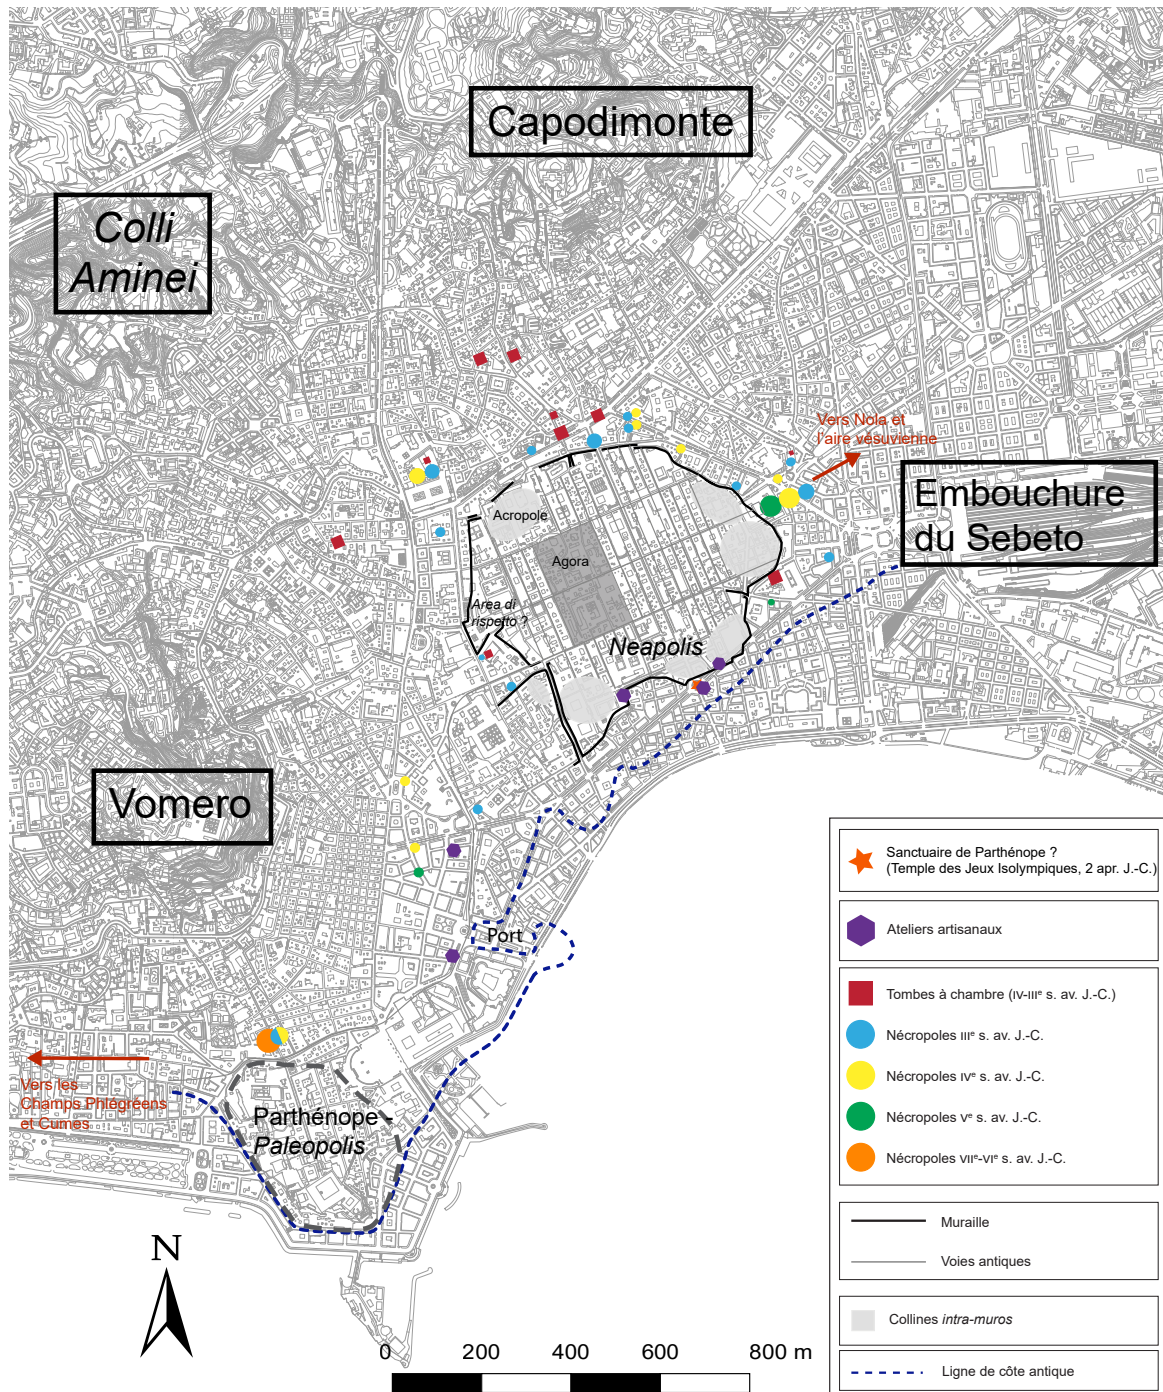 Capodimonte
Colli
Aminei
Vers Nola et
l'aire vésuvienne
Embouchure
du Sebeto
Acropole
Agora
Area di
rispetto ?
Neapolis
Vomero
Port
Vers les
Champs Phlégréens
et Cumes
Parthénope -
Paleopolis
N
0 200 400 600 800 m
Sanctuaire de Parthénope ?
(Temple des Jeux Isolympiques, 2 apr. J.-C.)
Ateliers artisanaux
Tombes à chambre (IV-IIIe s. av. J.-C.)
Nécropoles IIIe s. av. J.-C.
Nécropoles IVe s. av. J.-C.
Nécropoles Ve s. av. J.-C.
Nécropoles VIIe-VIe s. av. J.-C.
Muraille
Voies antiques
Collines intra-muros
Ligne de côte antique